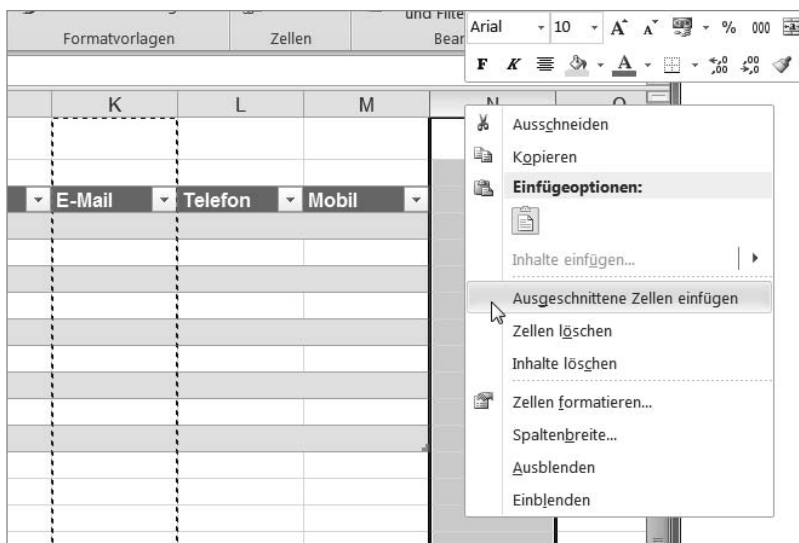 und Filte
Formatvorlagen
Zellen
Bear
Arial
10
A
A
%
000
F
K
A
K
L
M
N
O
E-Mail
Telefon
Mobil
Ausschneiden
Kopieren
Einfügeoptionen:
Inhalte einfügen...
Ausgeschnittene Zellen einfügen
Zellen löschen
Inhalte löschen
Zellen formatieren...
Spaltenbreite...
Ausblenden
Einblenden